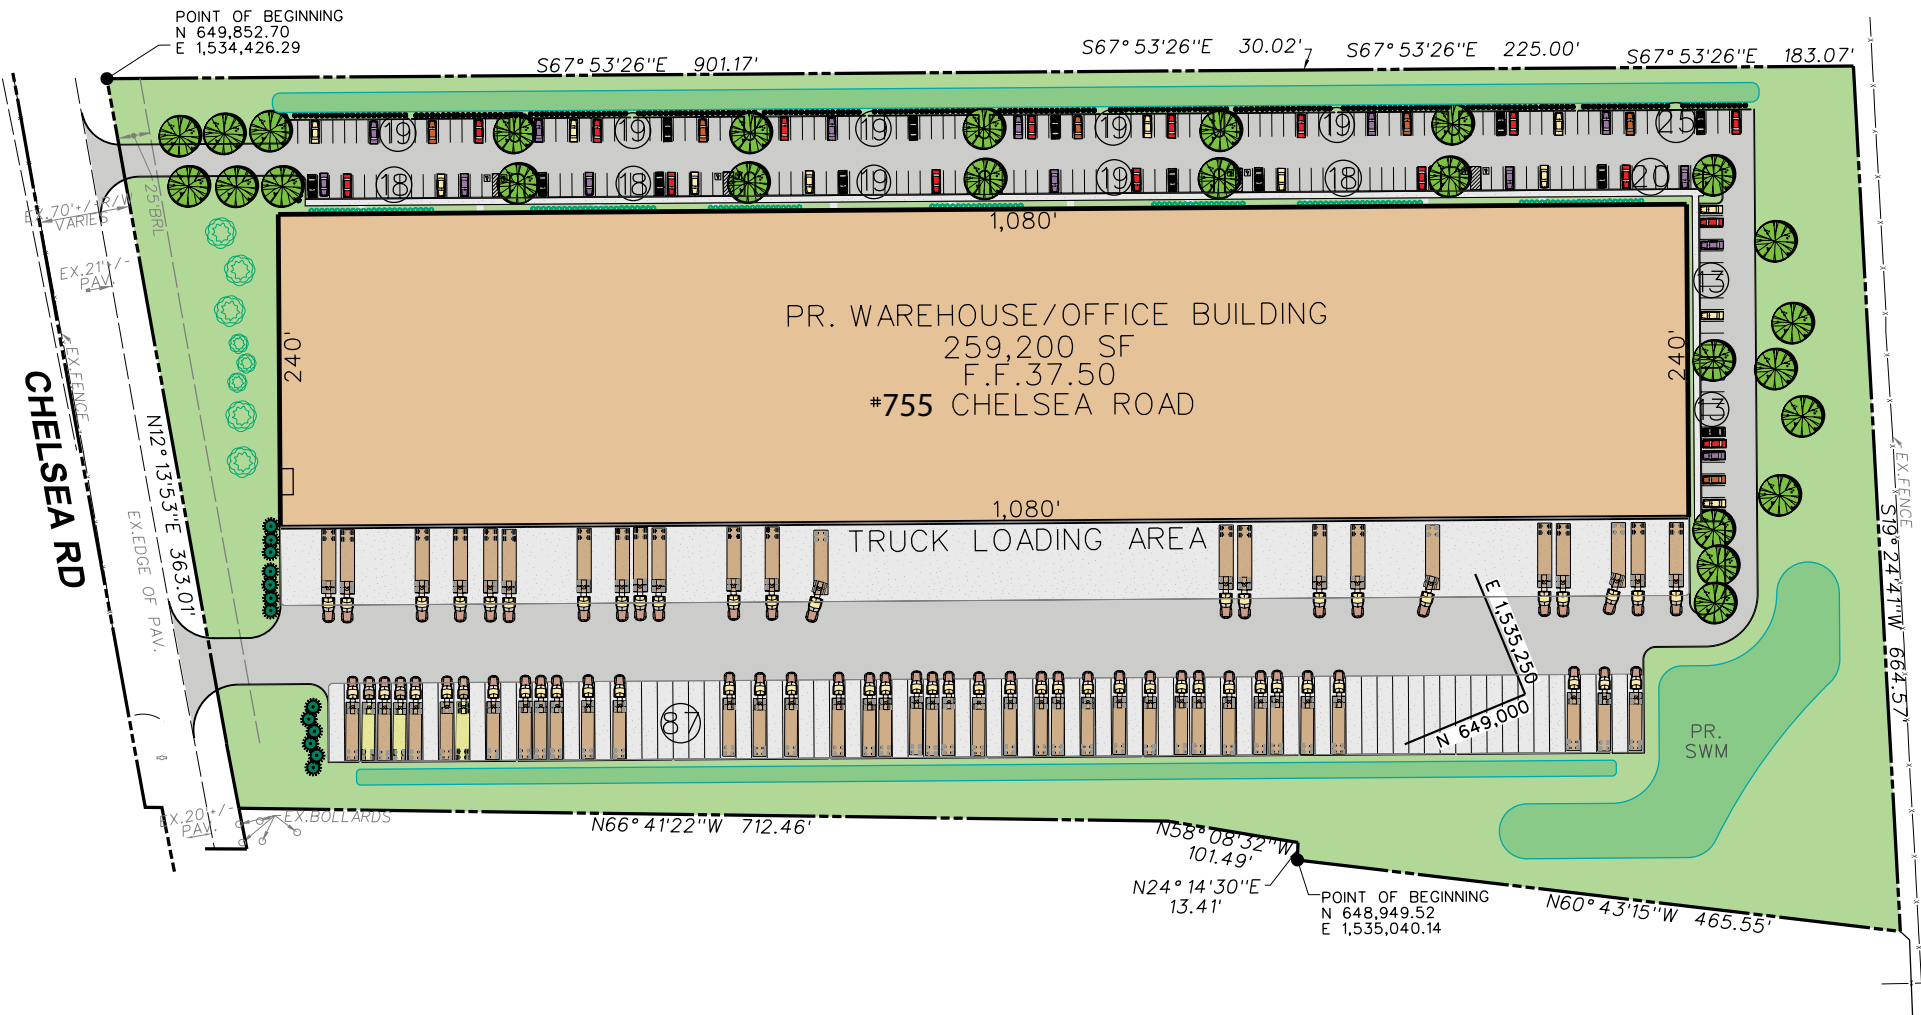 POINT OF BEGINNING
N 649,852.70
E 1,534,426.29
S67°53'26"E 901.17'
S67°53'26"E 30.02'
S67°53'26"E 225.00'
S67°53'26"E 183.07'
19
19
19
19
19
25
18
18
19
19
18
20
25'BRL
EX.70'+/-R/W
VARIES
EX.21'+/-
PAV.
EX.FENCE
CHELSEA RD
N12°13'53"E 363.01'
EX.EDGE OF PAV.
1,080'
240'
PR. WAREHOUSE/OFFICE BUILDING
259,200 SF
F.F.37.50
#755 CHELSEA ROAD
240'
1,080'
13
13
EX.FENCE
S19°24'41"W 664.57'
TRUCK LOADING AREA
E 1,535,250
N 649,000
87
PR.
SWM
EX.20'+/-
PAV.
EX.BOLLARDS
N66°41'22"W 712.46'
N58°08'32"W
101.49'
N24°14'30"E
13.41'
POINT OF BEGINNING
N 648,949.52
E 1,535,040.14
N60°43'15"W 465.55'